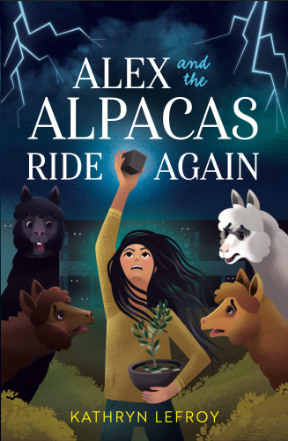 ALEX and the
ALPACAS
RIDE AGAIN
KATHRYN LEFROY